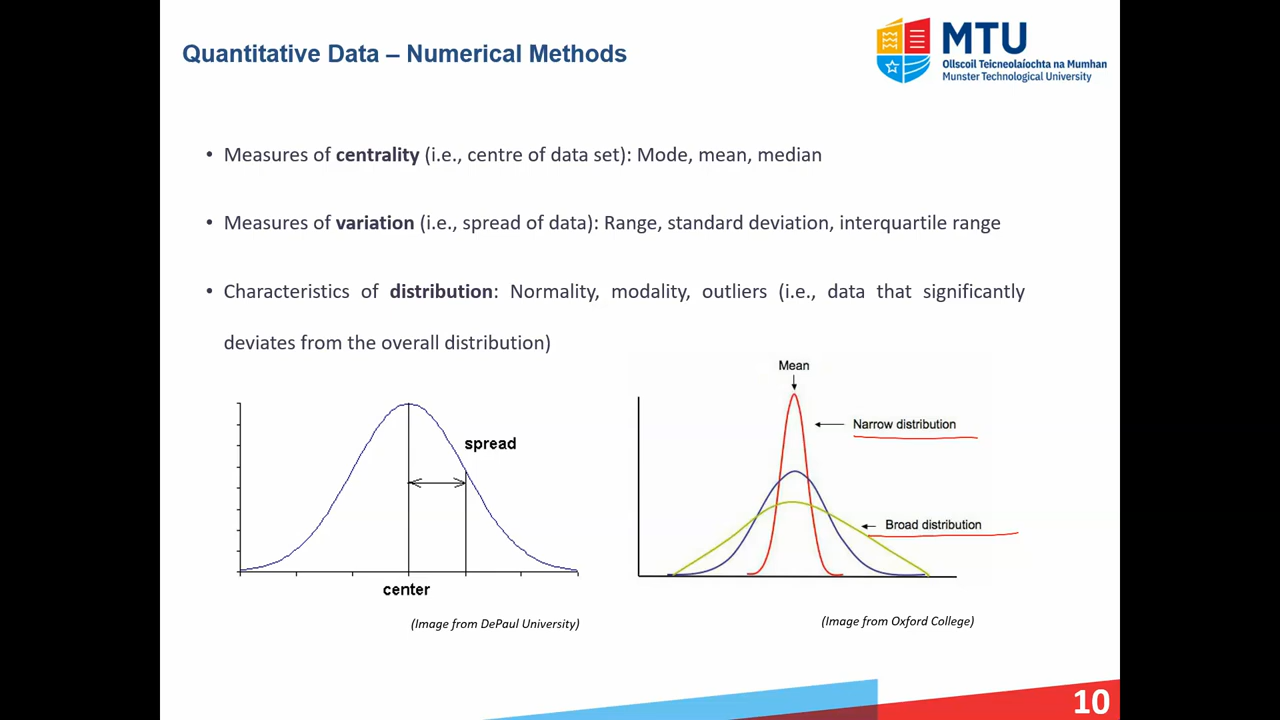 Quantitative Data – Numerical Methods
MTU
Ollscoil Teicneolaíochta na Mumhan
Munster Technological University
• Measures of centrality (i.e., centre of data set): Mode, mean, median
• Measures of variation (i.e., spread of data): Range, standard deviation, interquartile range
• Characteristics of distribution: Normality, modality, outliers (i.e., data that significantly
deviates from the overall distribution)
spread
center
(Image from DePaul University)
Mean
Narrow distribution
Broad distribution
(Image from Oxford College)
10